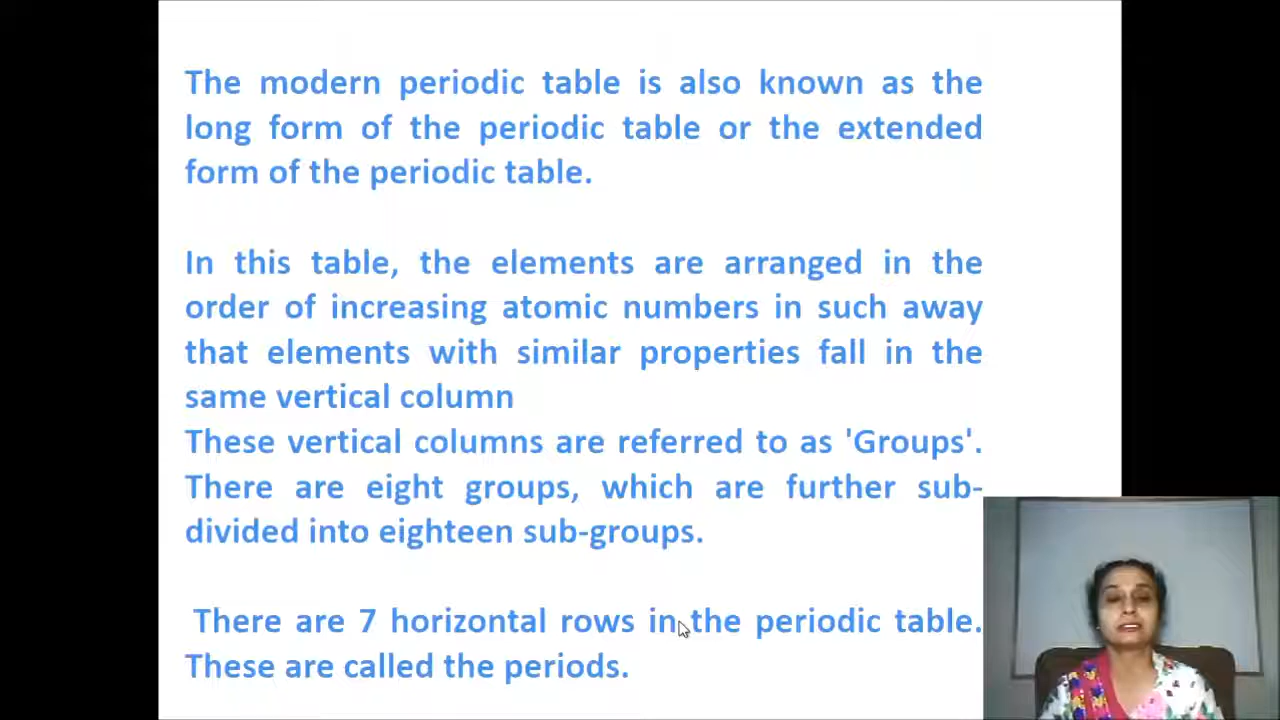 The modern periodic table is also known as the
long form of the periodic table or the extended
form of the periodic table.
In this table, the elements are arranged in the
order of increasing atomic numbers in such away
that elements with similar properties fall in the
same vertical column
These vertical columns are referred to as 'Groups'.
There are eight groups, which are further sub-
divided into eighteen sub-groups.
There are 7 horizontal rows in the periodic table.
These are called the periods.